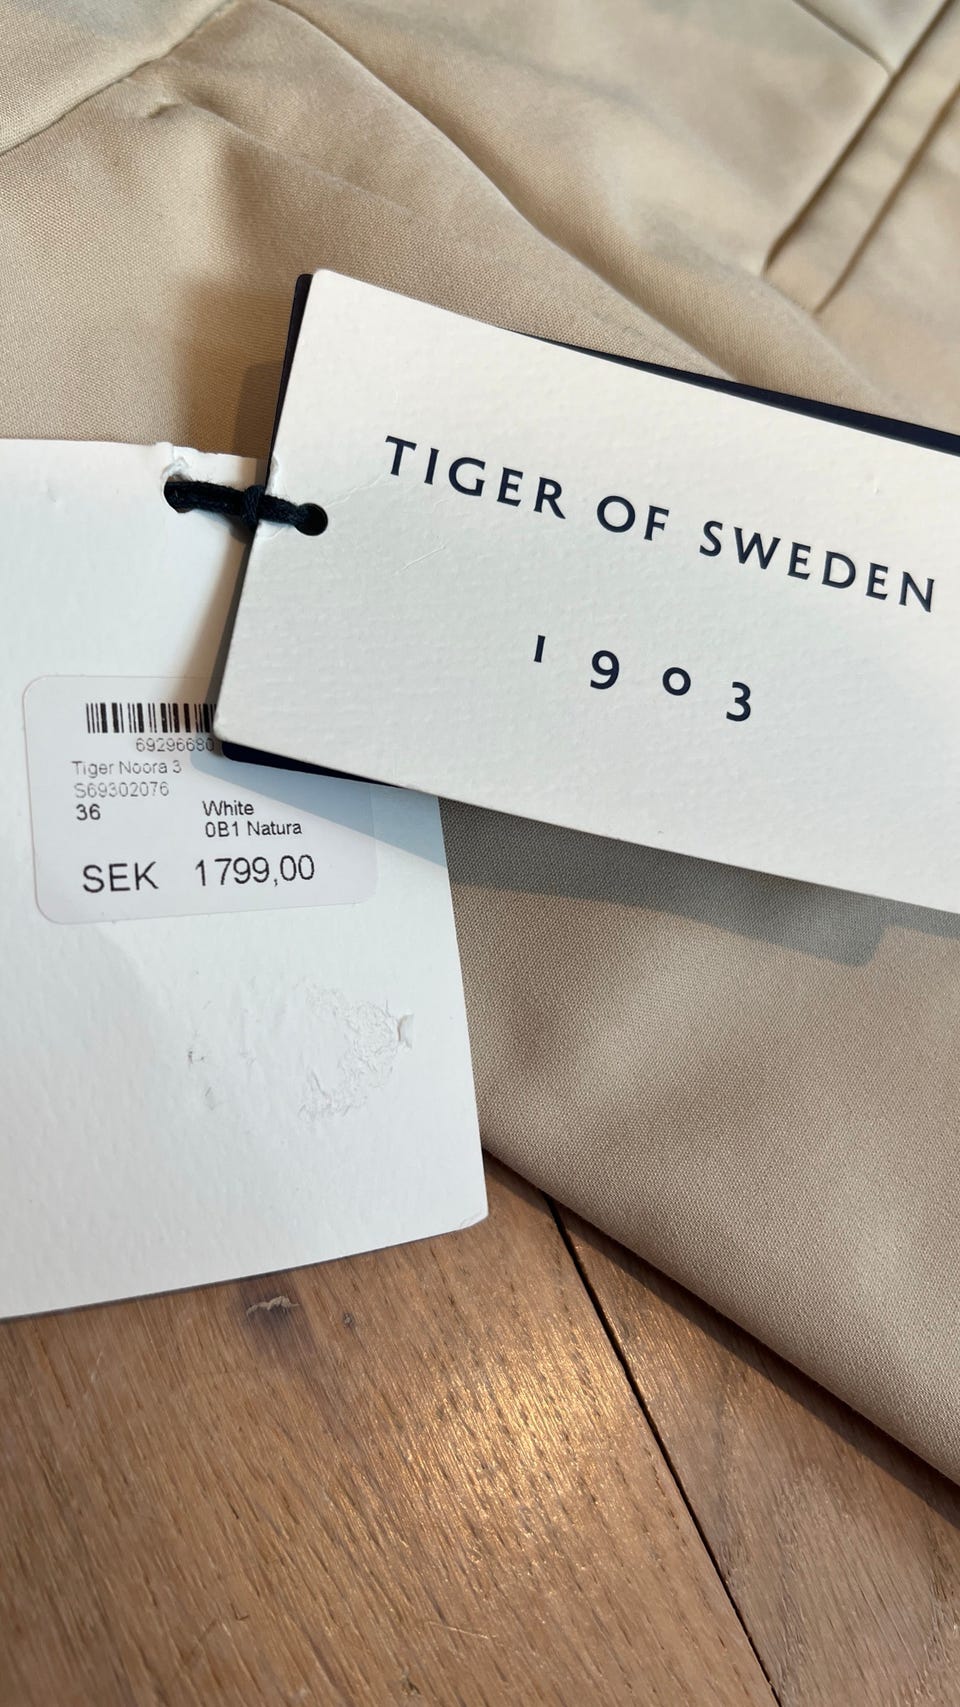 TIGER OF SWEDEN
1903
69296680
Tiger Noora 3
S69302076
36 White
0B1 Natura
SEK 1799,00